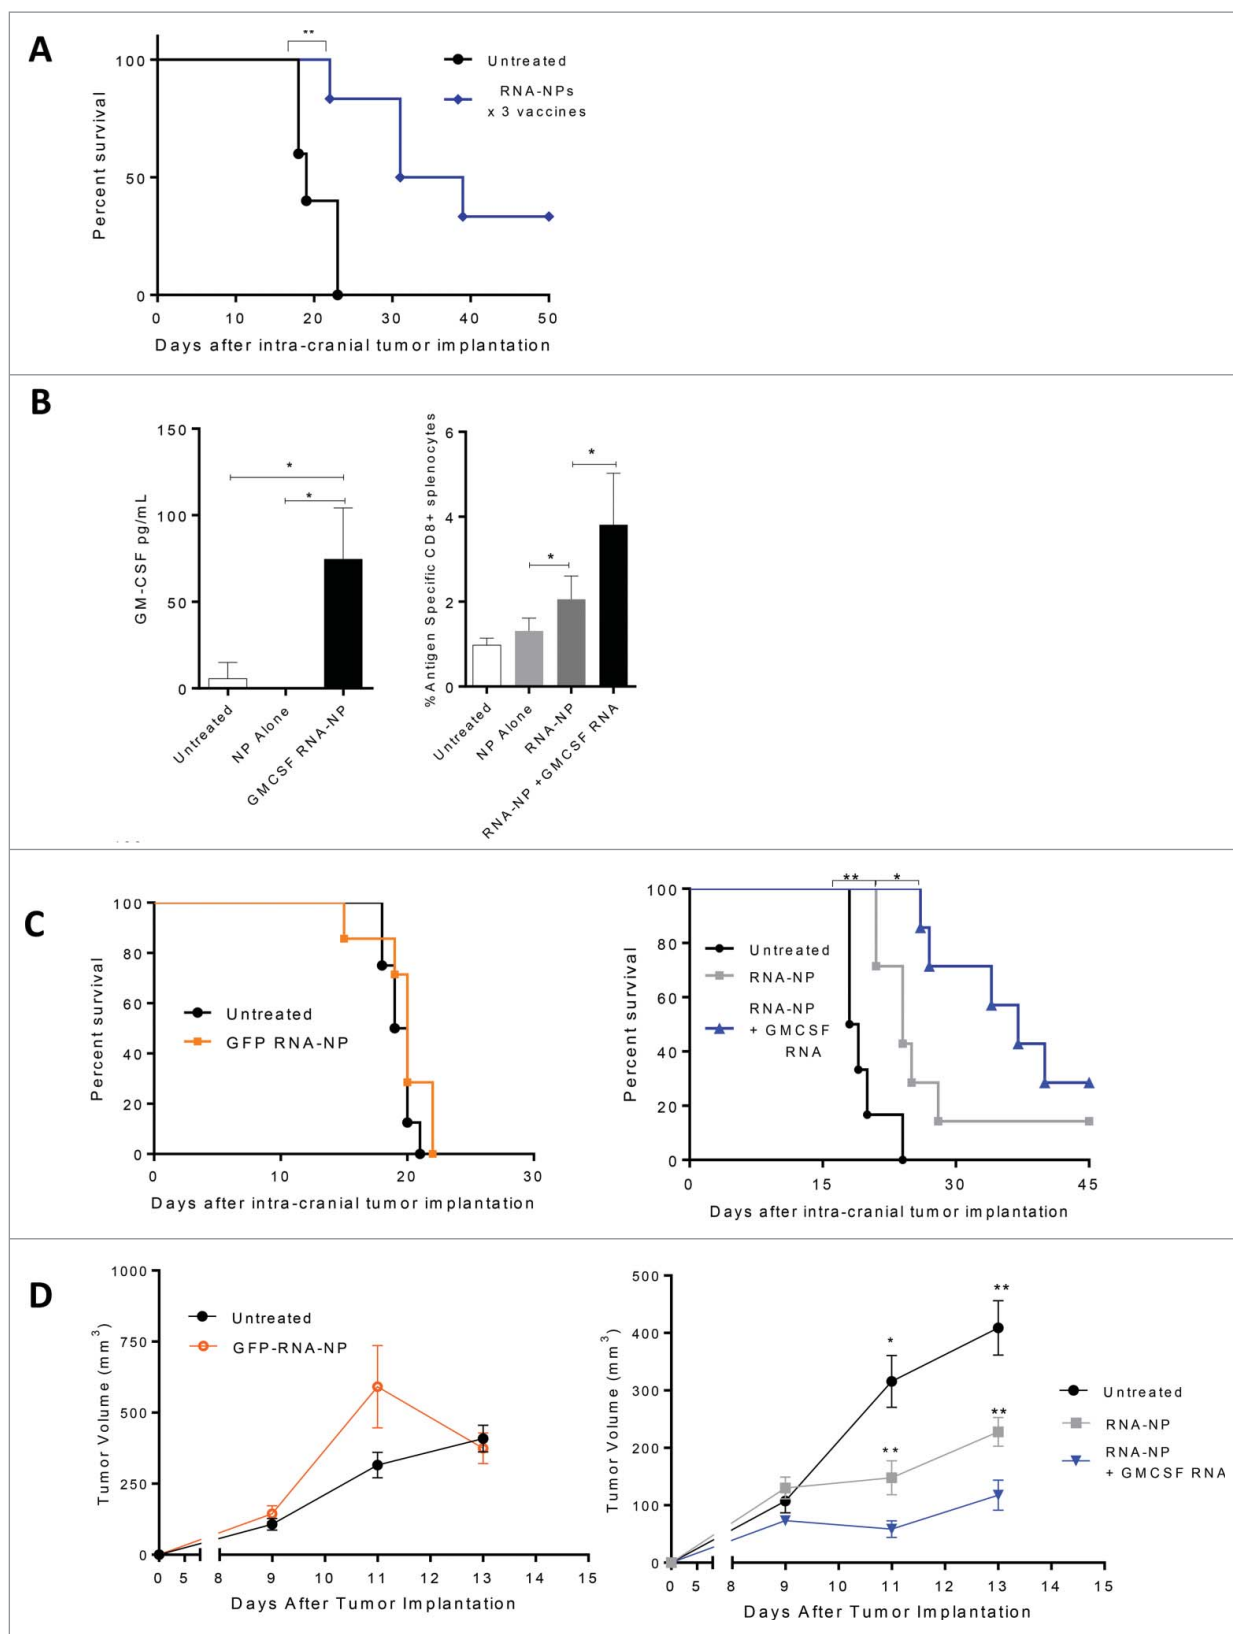 A
**
Untreated
RNA-NPs
x 3 vaccines
Percent survival
100
50
0
0 10 20 30 40 50
Days after intra-cranial tumor implantation
B
GM-CSF pg/mL
150
100
50
0
*
*
Untreated
NP Alone
GMCSF RNA-NP
% Antigen Specific CD8+ splenocytes
6
4
2
0
*
*
Untreated
NP Alone
RNA-NP
RNA-NP +GMCSF RNA
C
Percent survival
100
80
60
40
20
0
Untreated
GFP RNA-NP
0 10 20 30
Days after intra-cranial tumor implantation
** *
Percent survival
100
80
60
40
20
0
Untreated
RNA-NP
RNA-NP
+ GMCSF
RNA
0 15 30 45
Days after intra-cranial tumor implantation
D
Tumor Volume (mm³)
1000
750
500
250
0
Untreated
GFP-RNA-NP
0 5 8 9 10 11 12 13 14 15
Days After Tumor Implantation
Tumor Volume (mm³)
500
400
300
200
100
0
*
**
**
**
Untreated
RNA-NP
RNA-NP
+ GMCSF RNA
0 5 8 9 10 11 12 13 14 15
Days After Tumor Implantation